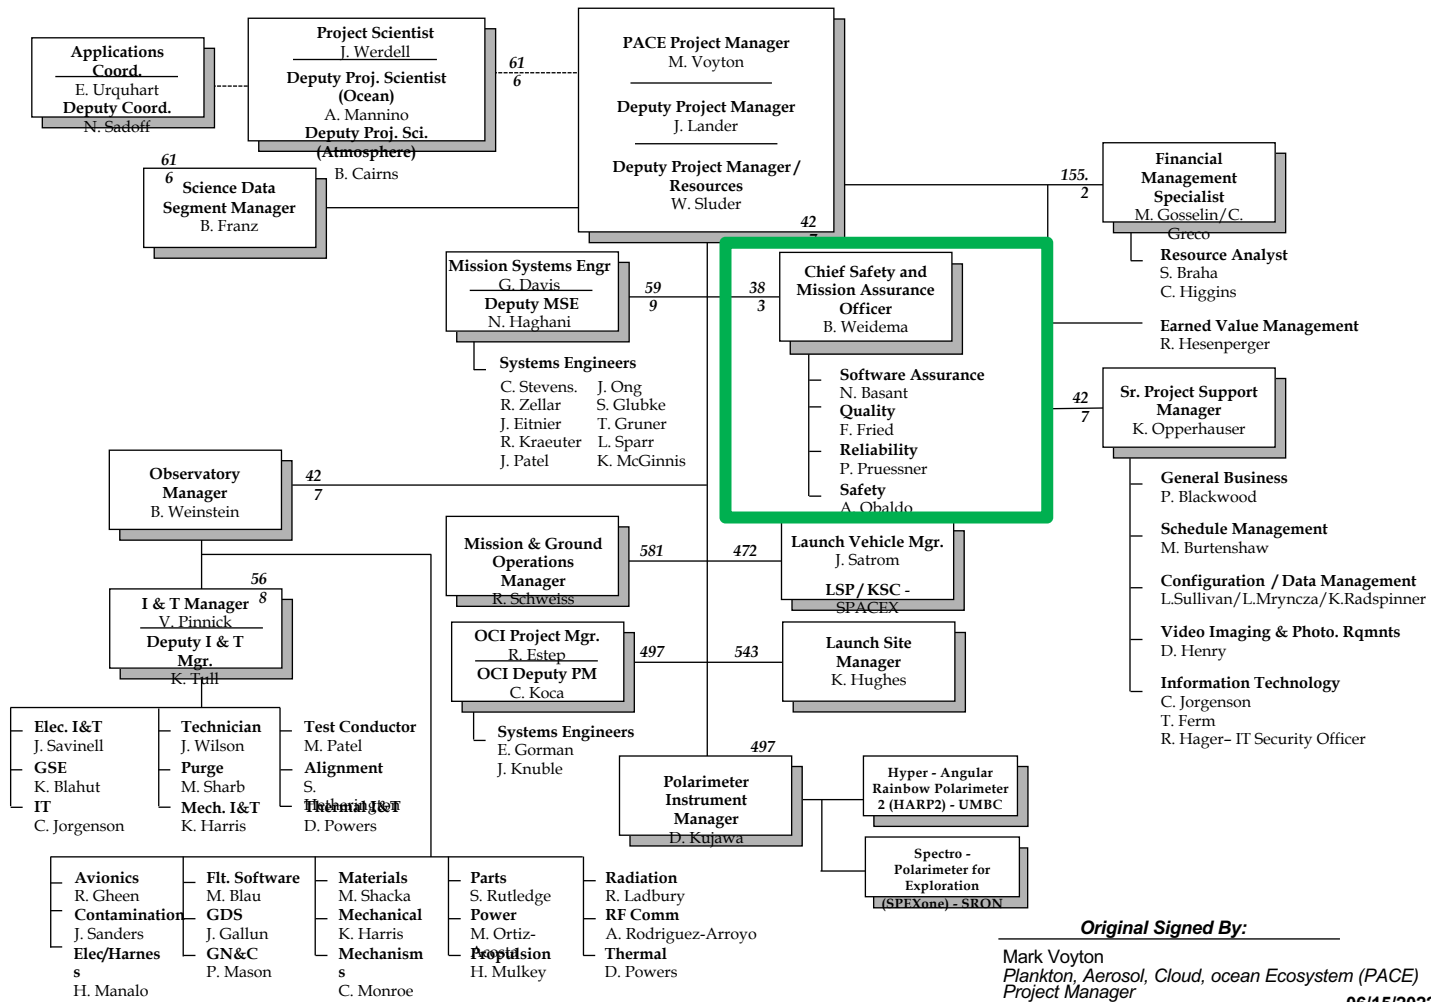 Applications
Coord.
E. Urquhart
Deputy Coord.
N. Sadoff
Project Scientist
J. Werdell
Deputy Proj. Scientist
(Ocean)
A. Mannino
Deputy Proj. Sci.
(Atmosphere)
B. Cairns
61
6
PACE Project Manager
M. Voyton
Deputy Project Manager
J. Lander
Deputy Project Manager /
Resources
W. Sluder
42
61
6
Science Data
Segment Manager
B. Franz
155.
2
Financial
Management
Specialist
M. Gosselin/C.
Greco
Resource Analyst
S. Braha
C. Higgins
Earned Value Management
R. Hesenperger
Mission Systems Engr
G. Davis
Deputy MSE
N. Haghani
59
9
Systems Engineers
C. Stevens. J. Ong
R. Zellar S. Glubke
J. Eitnier T. Gruner
R. Kraeuter L. Sparr
J. Patel K. McGinnis
38
3
Chief Safety and
Mission Assurance
Officer
B. Weidema
Software Assurance
N. Basant
Quality
F. Fried
Reliability
P. Pruessner
Safety
A. Obaldo
42
7
Sr. Project Support
Manager
K. Opperhauser
General Business
P. Blackwood
Schedule Management
M. Burtenshaw
Configuration / Data Management
L.Sullivan/L.Mryncza/K.Radspinner
Video Imaging & Photo. Rqmnts
D. Henry
Information Technology
C. Jorgenson
T. Ferm
R. Hager– IT Security Officer
Observatory
Manager
B. Weinstein
42
7
Mission & Ground
Operations
Manager
R. Schweiss
581
472
Launch Vehicle Mgr.
J. Satrom
LSP / KSC -
SPACEX
56
8
I & T Manager
V. Pinnick
Deputy I & T
Mgr.
K. Tull
OCI Project Mgr.
R. Estep
OCI Deputy PM
C. Koca
497
543
Launch Site
Manager
K. Hughes
Systems Engineers
E. Gorman
J. Knuble
Elec. I&T
J. Savinell
GSE
K. Blahut
IT
C. Jorgenson
Technician
J. Wilson
Purge
M. Sharb
Mech. I&T
K. Harris
Test Conductor
M. Patel
Alignment
S.
Hetherington
Thermal I&T
D. Powers
497
Polarimeter
Instrument
Manager
D. Kujawa
Hyper - Angular
Rainbow Polarimeter
2 (HARP2) - UMBC
Spectro -
Polarimeter for
Exploration
(SPEXone) - SRON
Avionics
R. Gheen
Contamination
J. Sanders
Elec/Harnes
s
H. Manalo
Flt. Software
M. Blau
GDS
J. Gallun
GN&C
P. Mason
Materials
M. Shacka
Mechanical
K. Harris
Mechanism
s
C. Monroe
Parts
S. Rutledge
Power
M. Ortiz-
Acosta
Propulsion
H. Mulkey
Radiation
R. Ladbury
RF Comm
A. Rodriguez-Arroyo
Thermal
D. Powers
Original Signed By:
Mark Voyton
Plankton, Aerosol, Cloud, ocean Ecosystem (PACE)
Project Manager